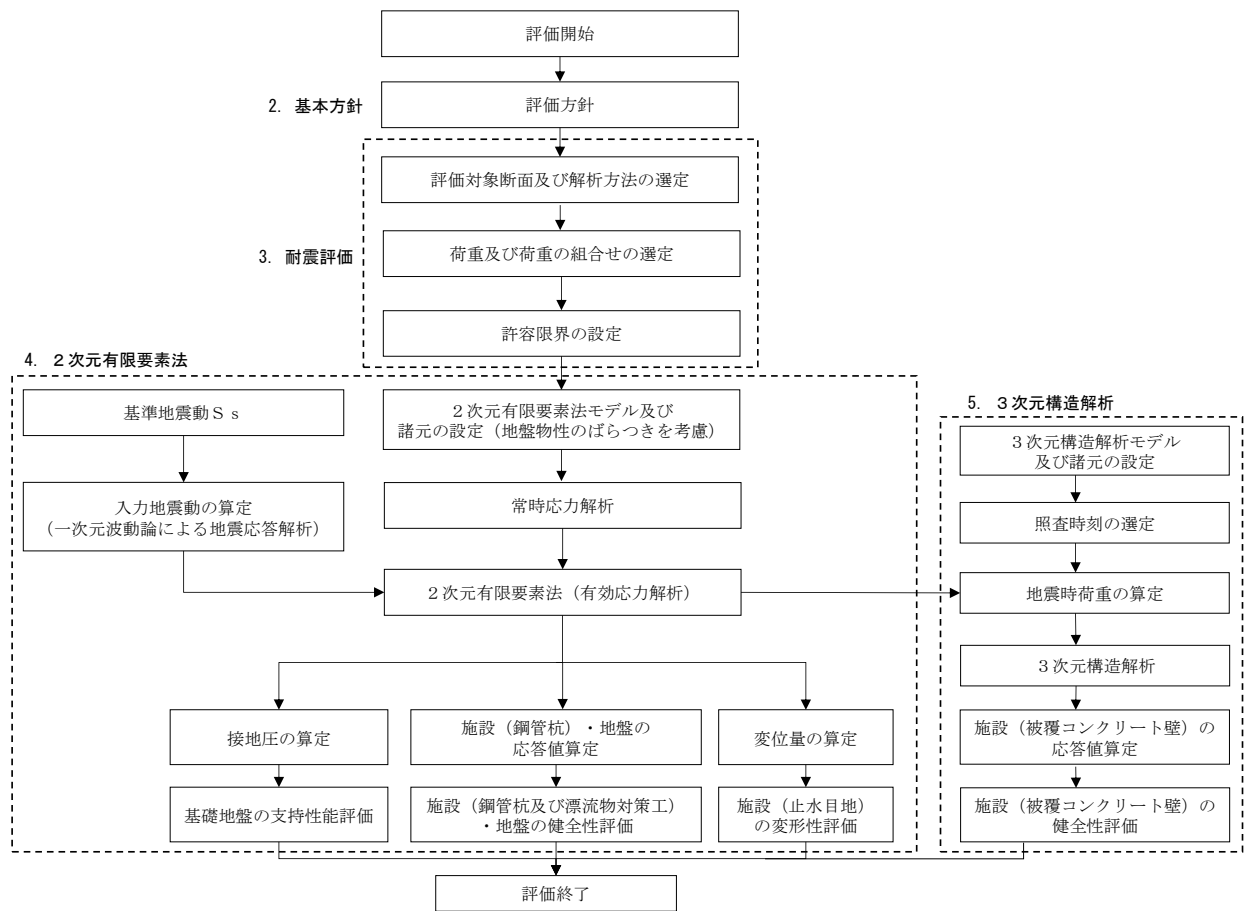 評価開始
2. 基本方針
評価方針
3. 耐震評価
評価対象断面及び解析方法の選定
荷重及び荷重の組合せの選定
許容限界の設定
4. 2次元有限要素法
基準地震動Ss
入力地震動の算定
(一次元波動論による地震応答解析)
2次元有限要素法モデル及び
諸元の設定(地盤物性のばらつきを考慮)
常時応力解析
2次元有限要素法(有効応力解析)
接地圧の算定
基礎地盤の支持性能評価
施設(鋼管杭)・地盤の
応答値算定
施設(鋼管杭及び漂流物対策工)
・地盤の健全性評価
変位量の算定
施設(止水目地)
の変形性評価
5. 3次元構造解析
3次元構造解析モデル
及び諸元の設定
照査時刻の選定
地震時荷重の算定
3次元構造解析
施設(被覆コンクリート壁)の
応答値算定
施設(被覆コンクリート壁)の
健全性評価
評価終了